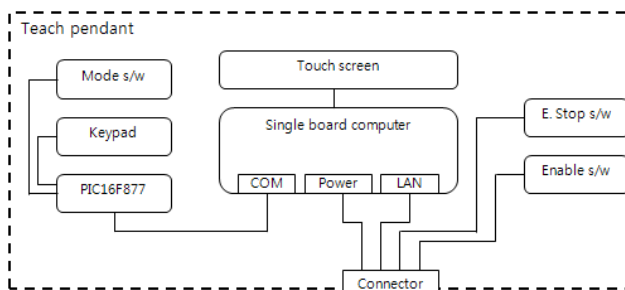 Teach pendant
Mode s/w
Touch screen
Keypad
Single board computer
E. Stop s/w
PIC16F877
COM
Power
LAN
Enable s/w
Connector